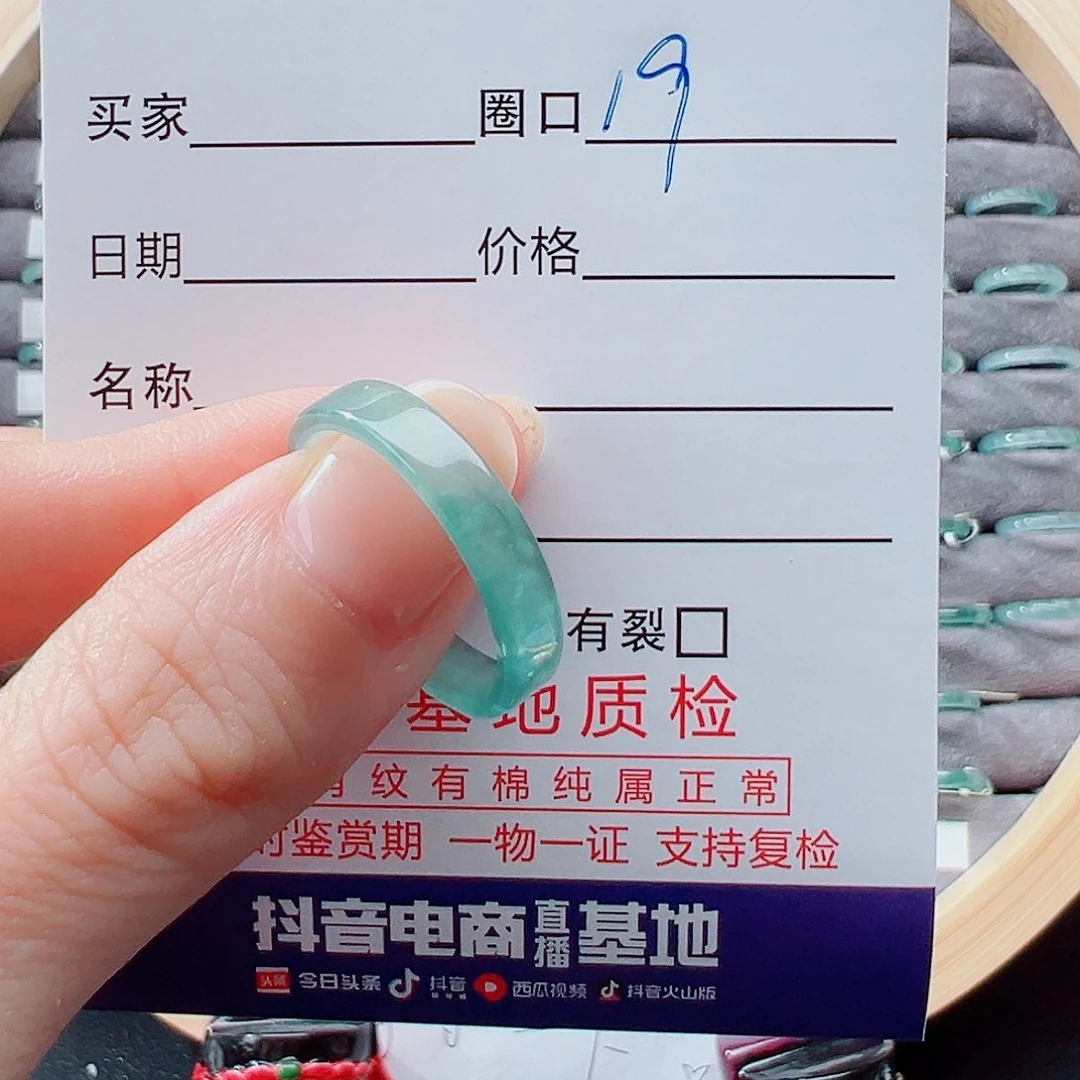 买家 圈口 19
日期 价格
名称
有裂
基地质检
纹有棉纯属正常
鉴赏期 一物一证 支持复检
抖音电商直播基地
头条 今日头条 抖音 西瓜视频 抖音火山版